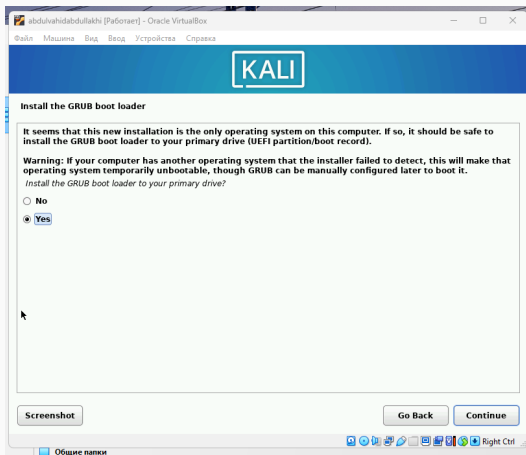 abdulvahidabdullakhi [Работает] - Oracle VirtualBox
Файл Машина Вид Ввод Устройства Справка
KALI
Install the GRUB boot loader
It seems that this new installation is the only operating system on this computer. If so, it should be safe to
install the GRUB boot loader to your primary drive (UEFI partition/boot record).
Warning: If your computer has another operating system that the installer failed to detect, this will make that
operating system temporarily unbootable, though GRUB can be manually configured later to boot it.
Install the GRUB boot loader to your primary drive?
No
Yes
Screenshot
Go Back
Continue
Right Ctrl
Общие папки